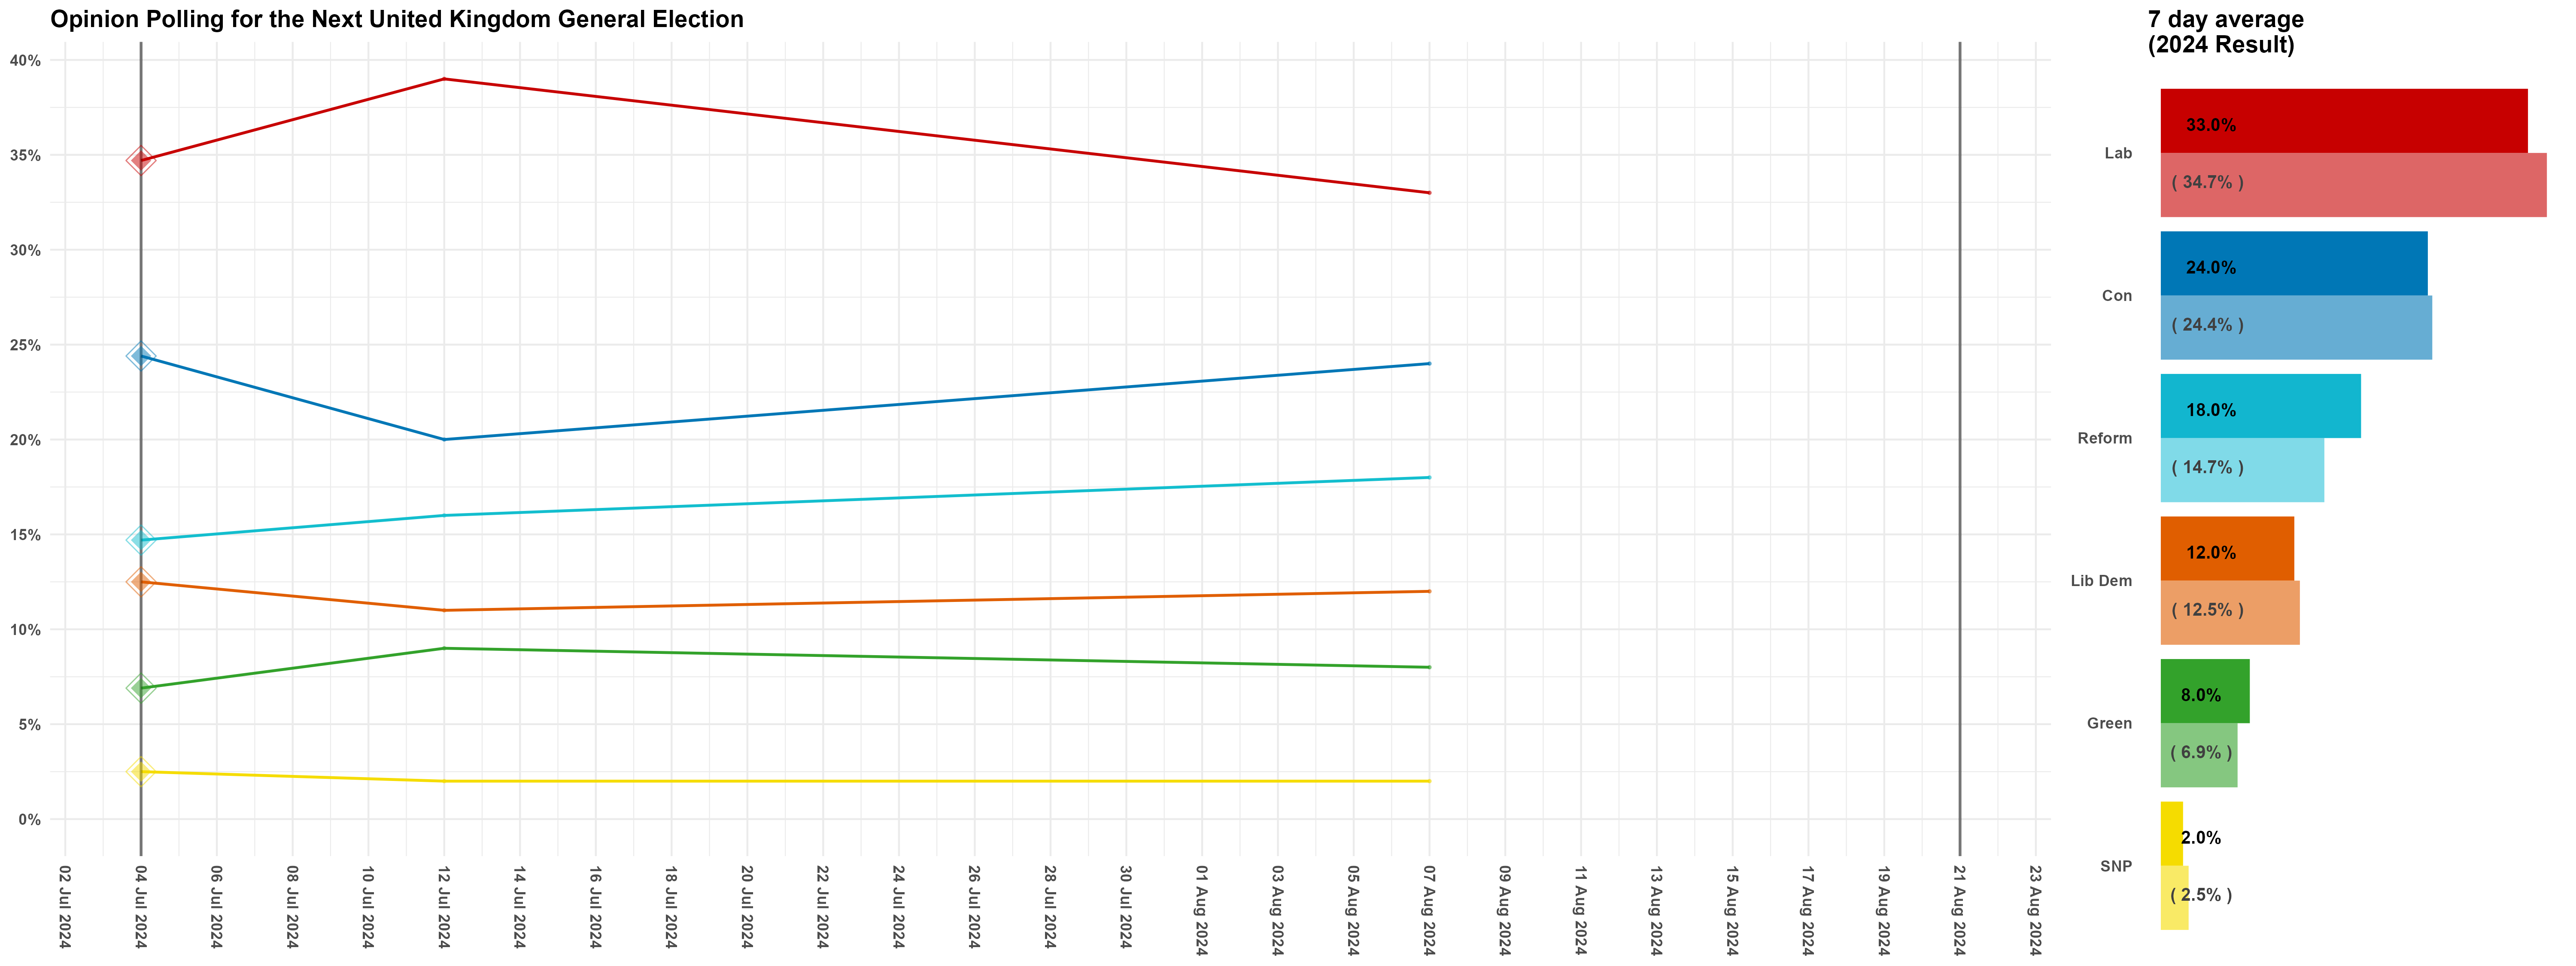 Opinion Polling for the Next United Kingdom General Election
40%
35%
30%
25%
20%
15%
10%
5%
0%
02 Jul 2024
04 Jul 2024
06 Jul 2024
08 Jul 2024
10 Jul 2024
12 Jul 2024
14 Jul 2024
16 Jul 2024
18 Jul 2024
20 Jul 2024
22 Jul 2024
24 Jul 2024
26 Jul 2024
28 Jul 2024
30 Jul 2024
01 Aug 2024
03 Aug 2024
05 Aug 2024
07 Aug 2024
09 Aug 2024
11 Aug 2024
13 Aug 2024
15 Aug 2024
17 Aug 2024
19 Aug 2024
21 Aug 2024
23 Aug 2024
7 day average
(2024 Result)
Lab
33.0%
( 34.7% )
Con
24.0%
( 24.4% )
Reform
18.0%
( 14.7% )
Lib Dem
12.0%
( 12.5% )
Green
8.0%
( 6.9% )
SNP
2.0%
( 2.5% )